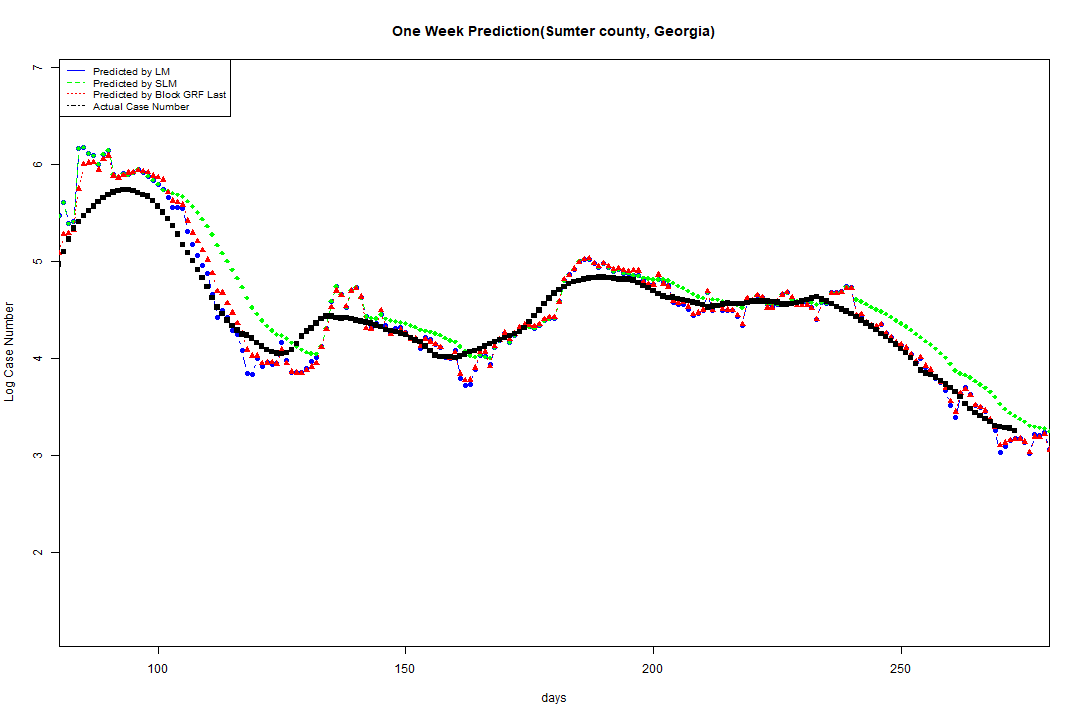 One Week Prediction(Sumter county, Georgia)
Predicted by LM
Predicted by SLM
Predicted by Block GRF Last
Actual Case Number
7
6
5
4
3
2
Log Case Number
100 150 200 250
days